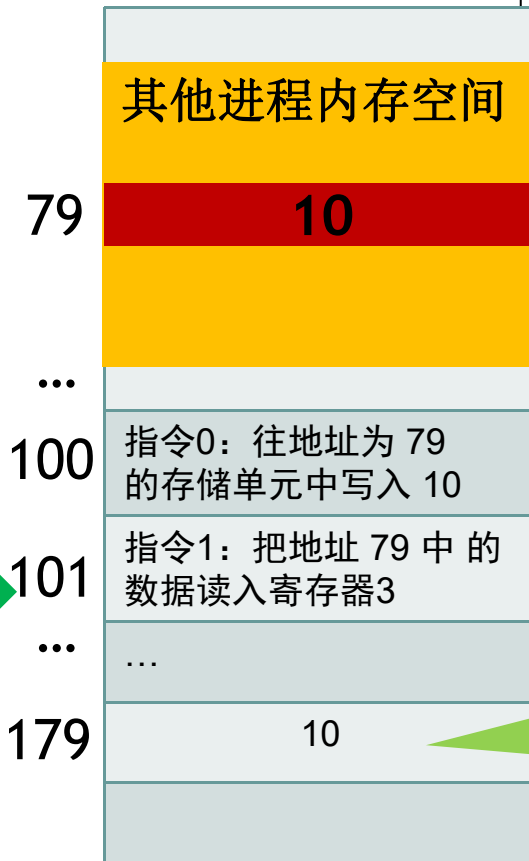 其他进程内存空间
79
10
...
100
指令0：往地址为 79
的存储单元中写入 10
101
指令1：把地址 79 中 的
数据读入寄存器3
...
…
179
10